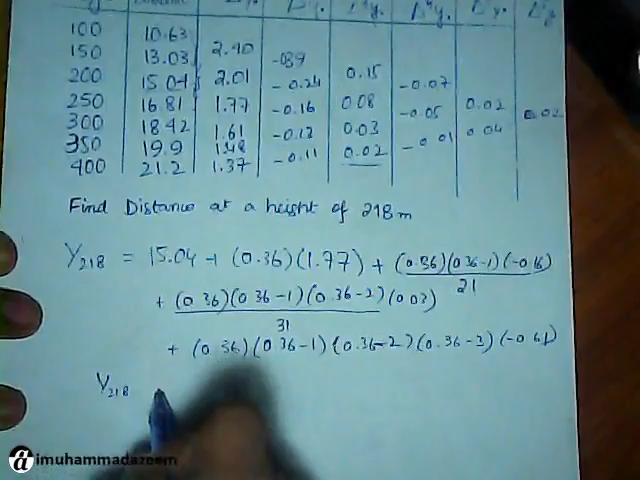 100 10.63
150 13.03 2.40 -039
200 15.04 2.01 -0.24 0.15 -0.07
250 16.81 1.77 -0.16 0.08 -0.05 0.02 0.02
300 18.42 1.61 -0.13 0.03 -0.01 0.04
350 19.9 1.48 -0.11 0.02
400 21.2 1.37
Find Distance at a height of 218m
Y218 = 15.04 + (0.36)(1.77) + (0.36)(0.36-1)(-0.16)
2!
+ (0.36)(0.36-1)(0.36-2)(0.03)
3!
+ (0.36)(0.36-1)(0.36-2)(0.36-3)(-0.01)
Y218
imuhammadazeem